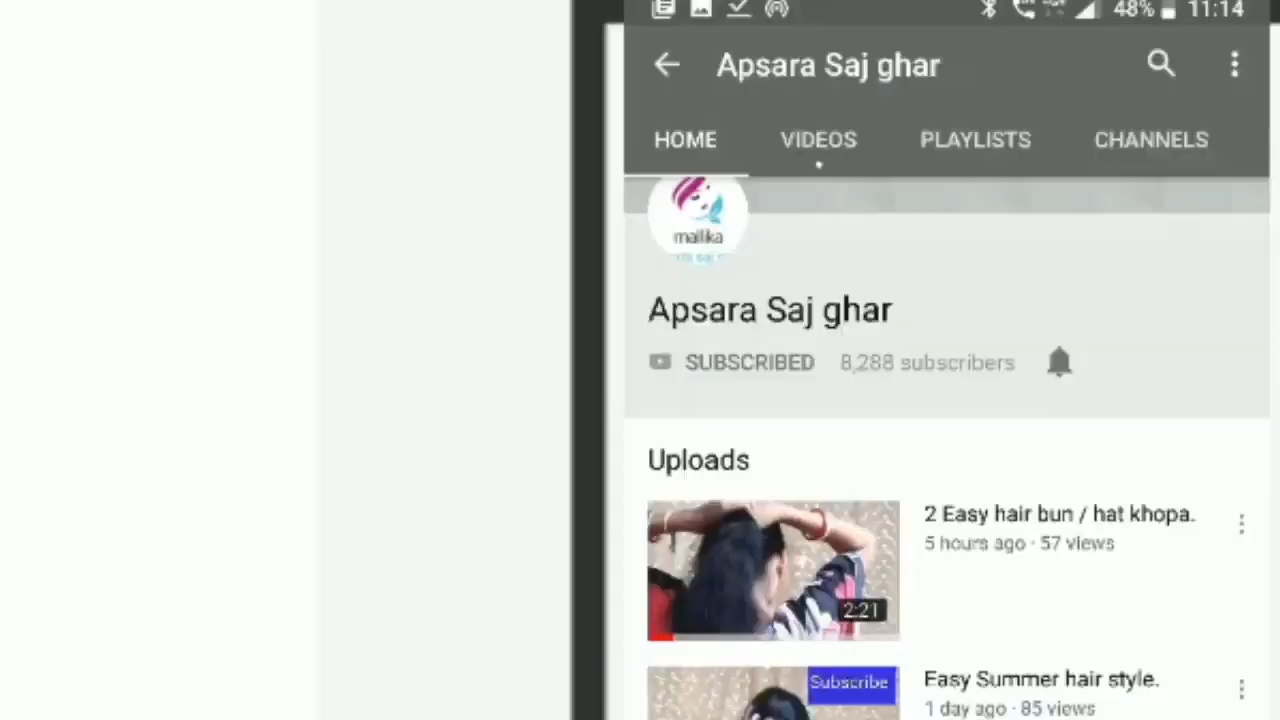 48% 11:14
Apsara Saj ghar
HOME VIDEOS PLAYLISTS CHANNELS
mallika
Apsara Saj ghar
SUBSCRIBED 8,288 subscribers
Uploads
2 Easy hair bun / hat khopa.
5 hours ago · 57 views
2:21
Subscribe
Easy Summer hair style.
1 day ago · 85 views